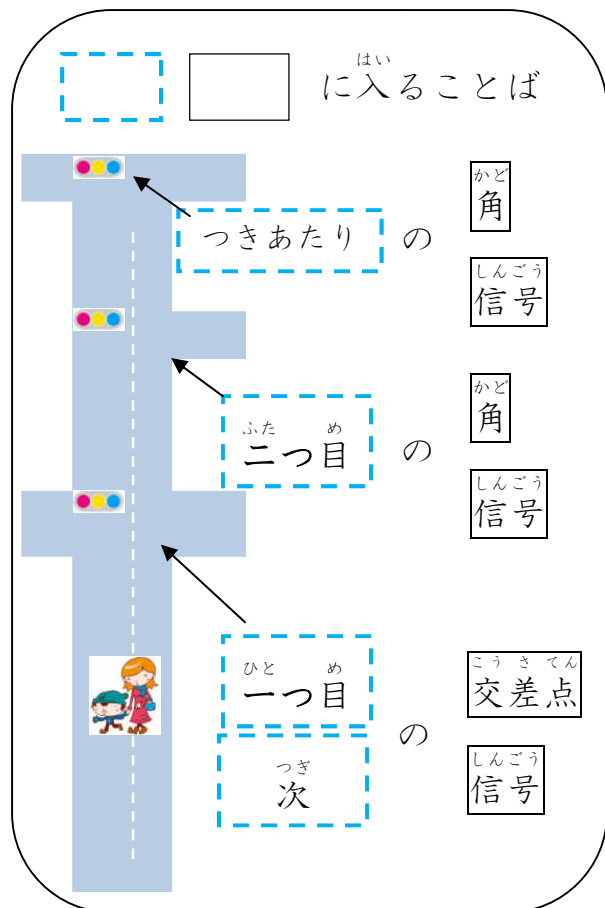 はい
に入ることば
かど
角
つきあたり の
しんごう
信号
かど
角
ふた め
二つ目 の
しんごう
信号
ひと め
一つ目
こうさてん
交差点
の
つぎ
次
しんごう
信号